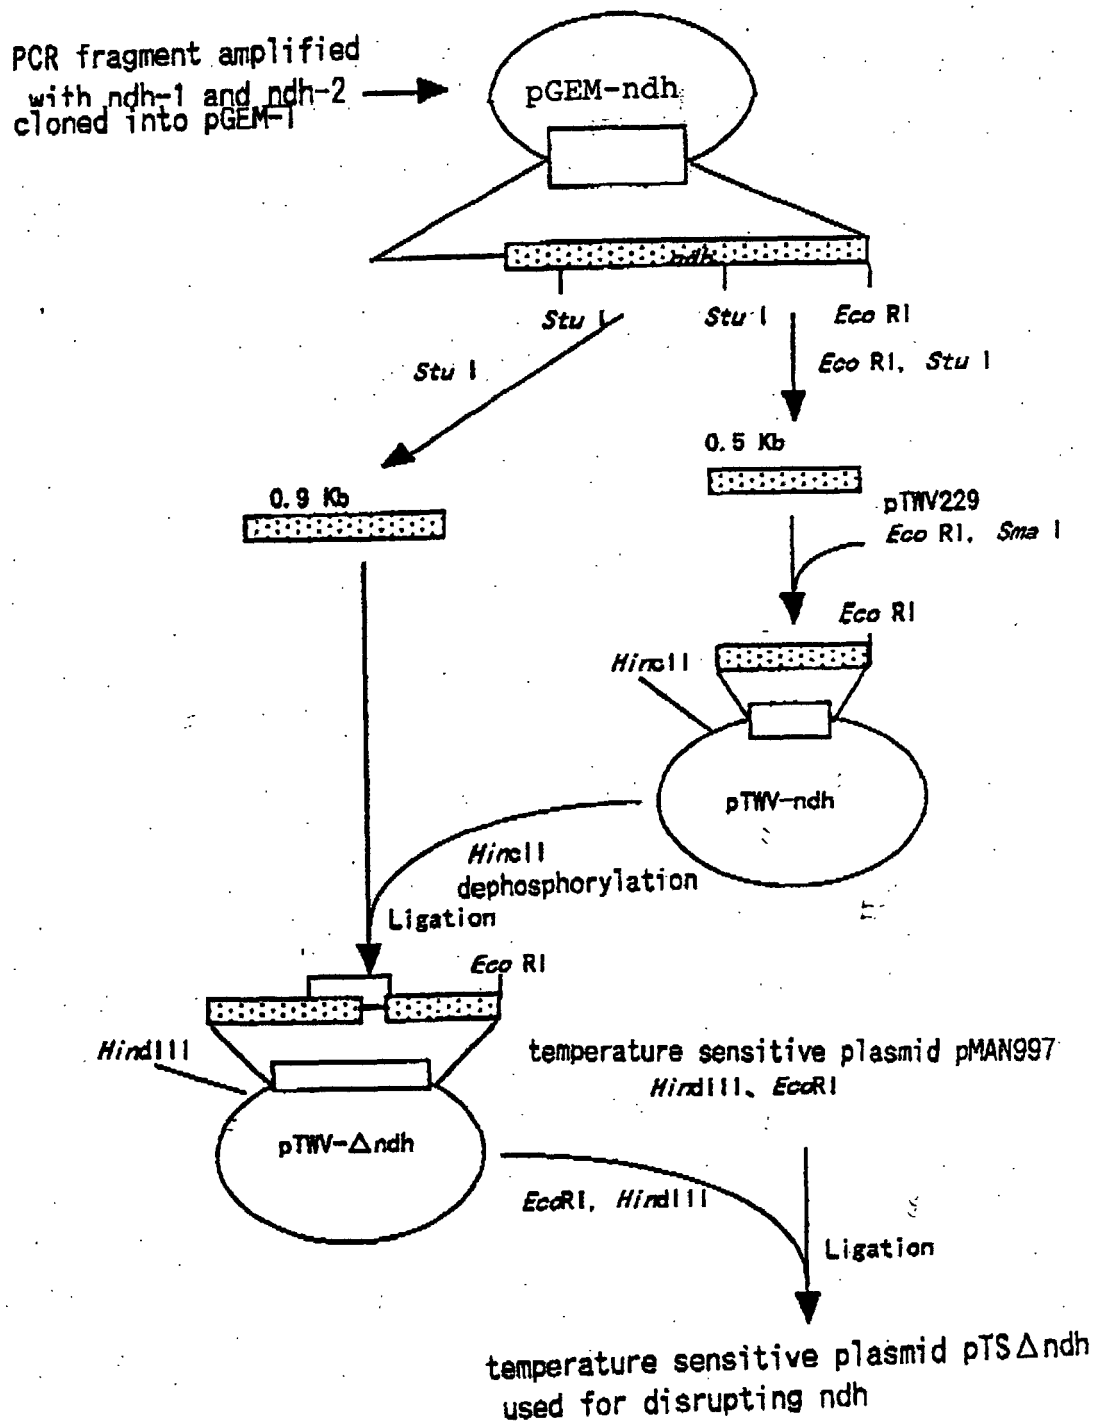 PCR fragment amplified
with ndh-1 and ndh-2
cloned into pGEM-T
pGEM-ndh
ndh
Stu I
Stu I
Eco RI
Stu I
Eco RI, Stu I
0.5 Kb
0.9 Kb
pTWV229
Eco RI, Sma I
Eco RI
HincII
pTWV-ndh
HincII
dephosphorylation
Ligation
Eco RI
HindIII
temperature sensitive plasmid pMAN997
HindIII、EcoRI
pTWV-Δndh
EcoRI, HindIII
Ligation
temperature sensitive plasmid pTSΔndh
used for disrupting ndh